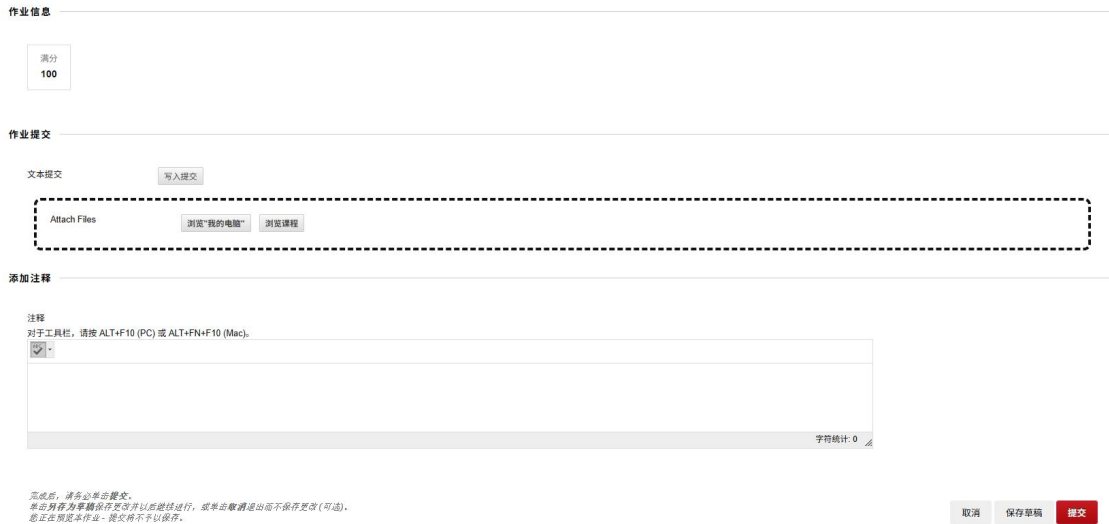 作业信息
满分
100
作业提交
文本提交
写入提交
Attach Files
浏览"我的电脑"
浏览课程
添加注释
注释
对于工具栏，请按 ALT+F10 (PC) 或 ALT+FN+F10 (Mac)。
ABC
字符统计: 0
完成后，请务必单击提交。
单击另存为草稿保存更改并以后继续进行，或单击取消退出而不保存更改(可选)。
您正在预览本作业 - 提交将不予以保存。
取消
保存草稿
提交